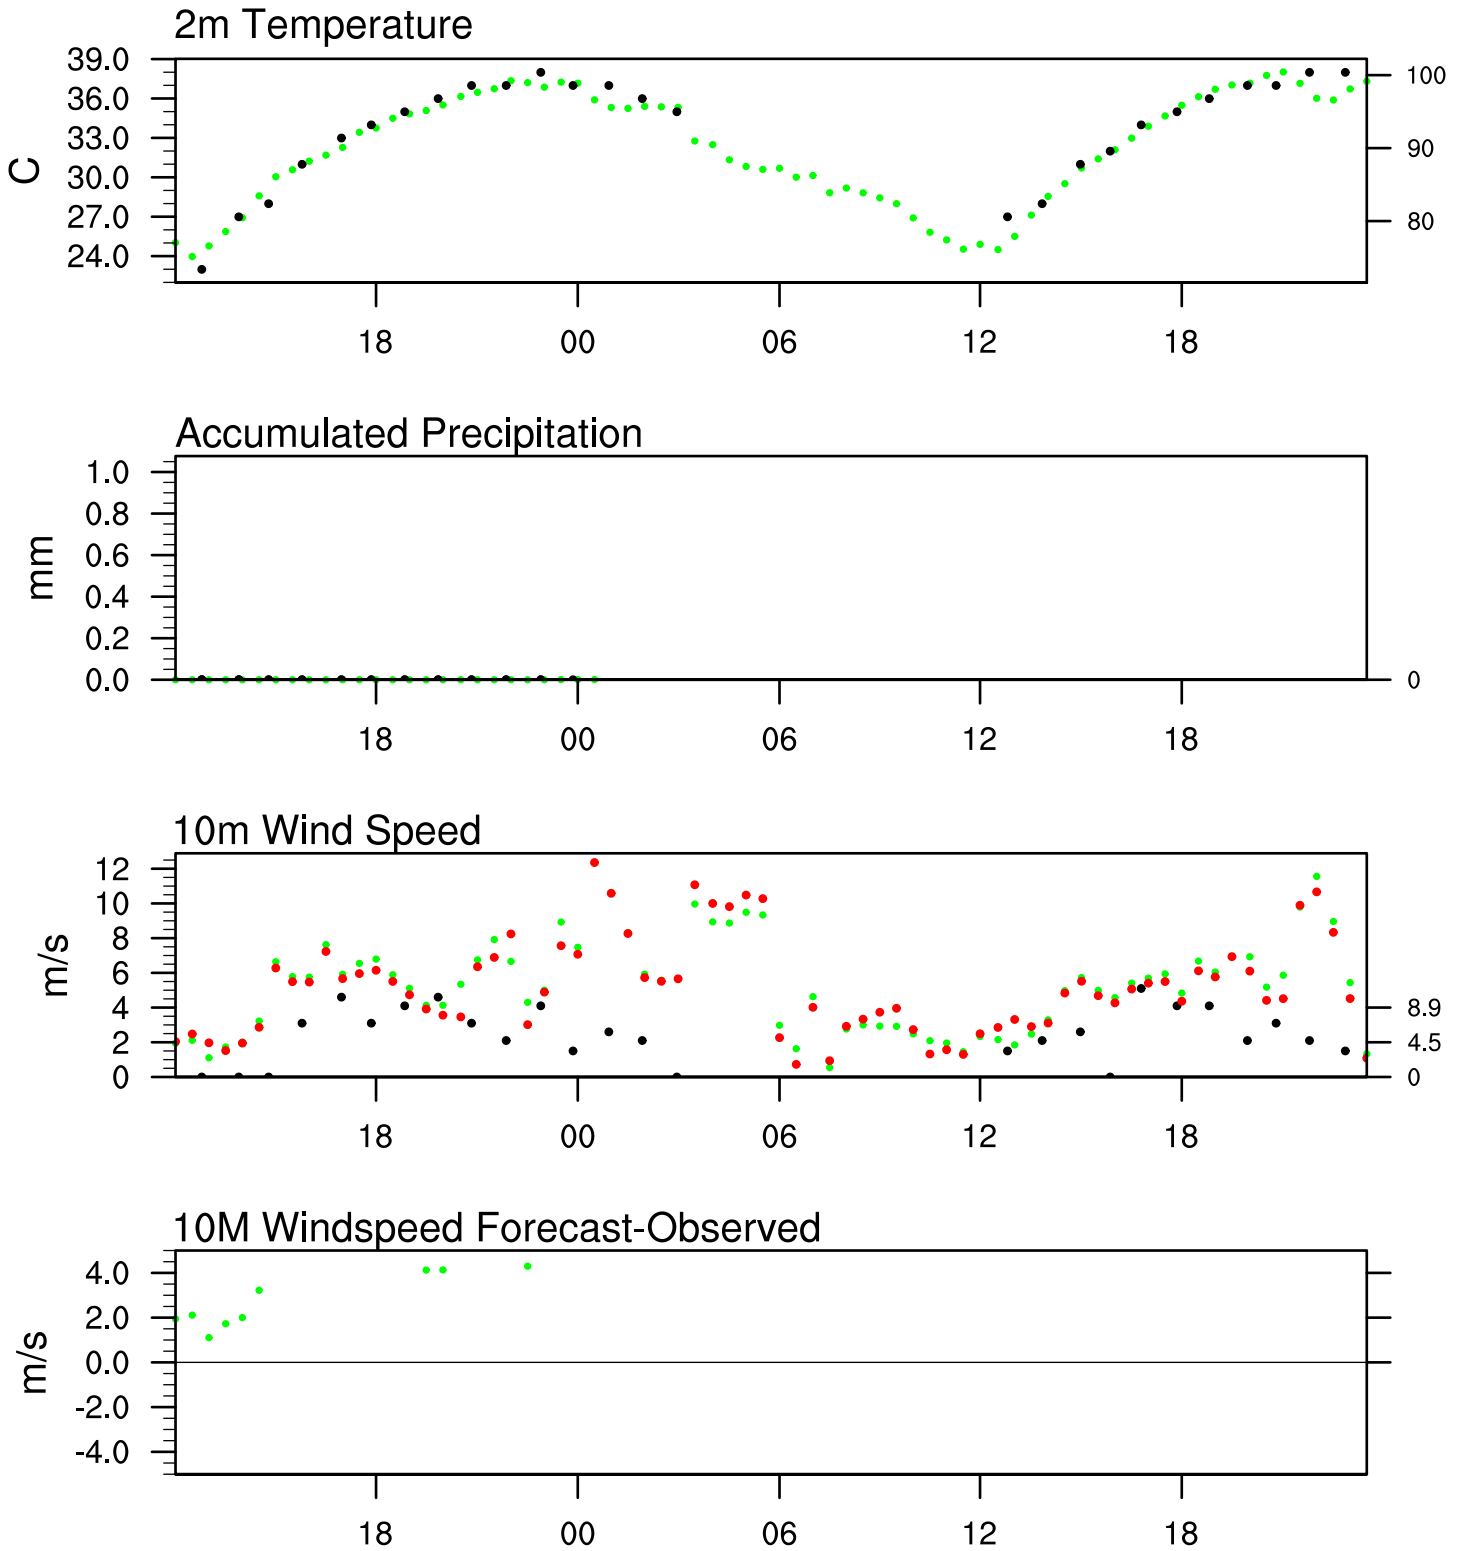 2m Temperature
39.0
36.0
33.0
30.0
27.0
24.0
C
100
90
80
18 00 06 12 18
Accumulated Precipitation
1.0
0.8
0.6
0.4
0.2
0.0
mm
0
18 00 06 12 18
10m Wind Speed
12
10
8
6
4
2
0
m/s
8.9
4.5
0
18 00 06 12 18
10M Windspeed Forecast-Observed
4.0
2.0
0.0
-2.0
-4.0
m/s
18 00 06 12 18